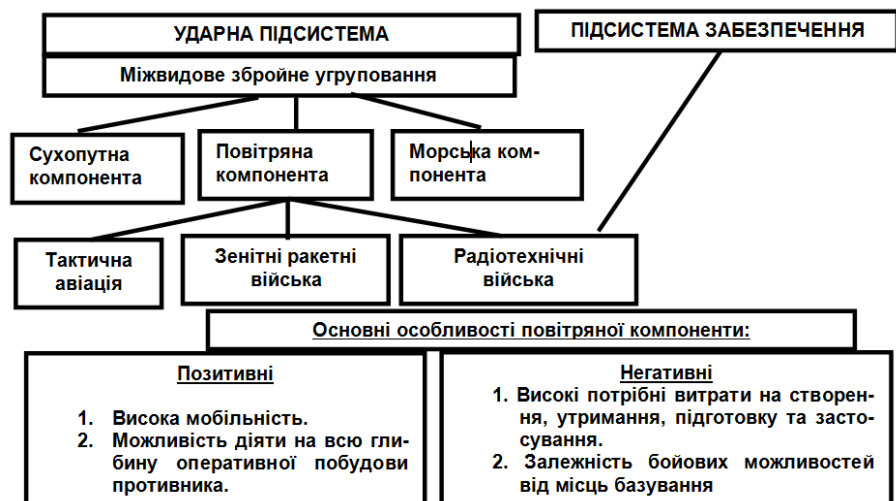 УДАРНА ПІДСИСТЕМА
ПІДСИСТЕМА ЗАБЕЗПЕЧЕННЯ
Міжвидове збройне угруповання
Сухопутна
компонента
Повітряна
компонента
Морська ком-
понента
Тактична
авіація
Зенітні ракетні
війська
Радіотехнічні
війська
Основні особливості повітряної компоненти:
Позитивні
1. Висока мобільність.
2. Можливість діяти на всю гли-
бину оперативної побудови
противника.
Негативні
1. Високі потрібні витрати на створен-
ня, утримання, підготовку та засто-
сування.
2. Залежність бойових можливостей
від місць базування